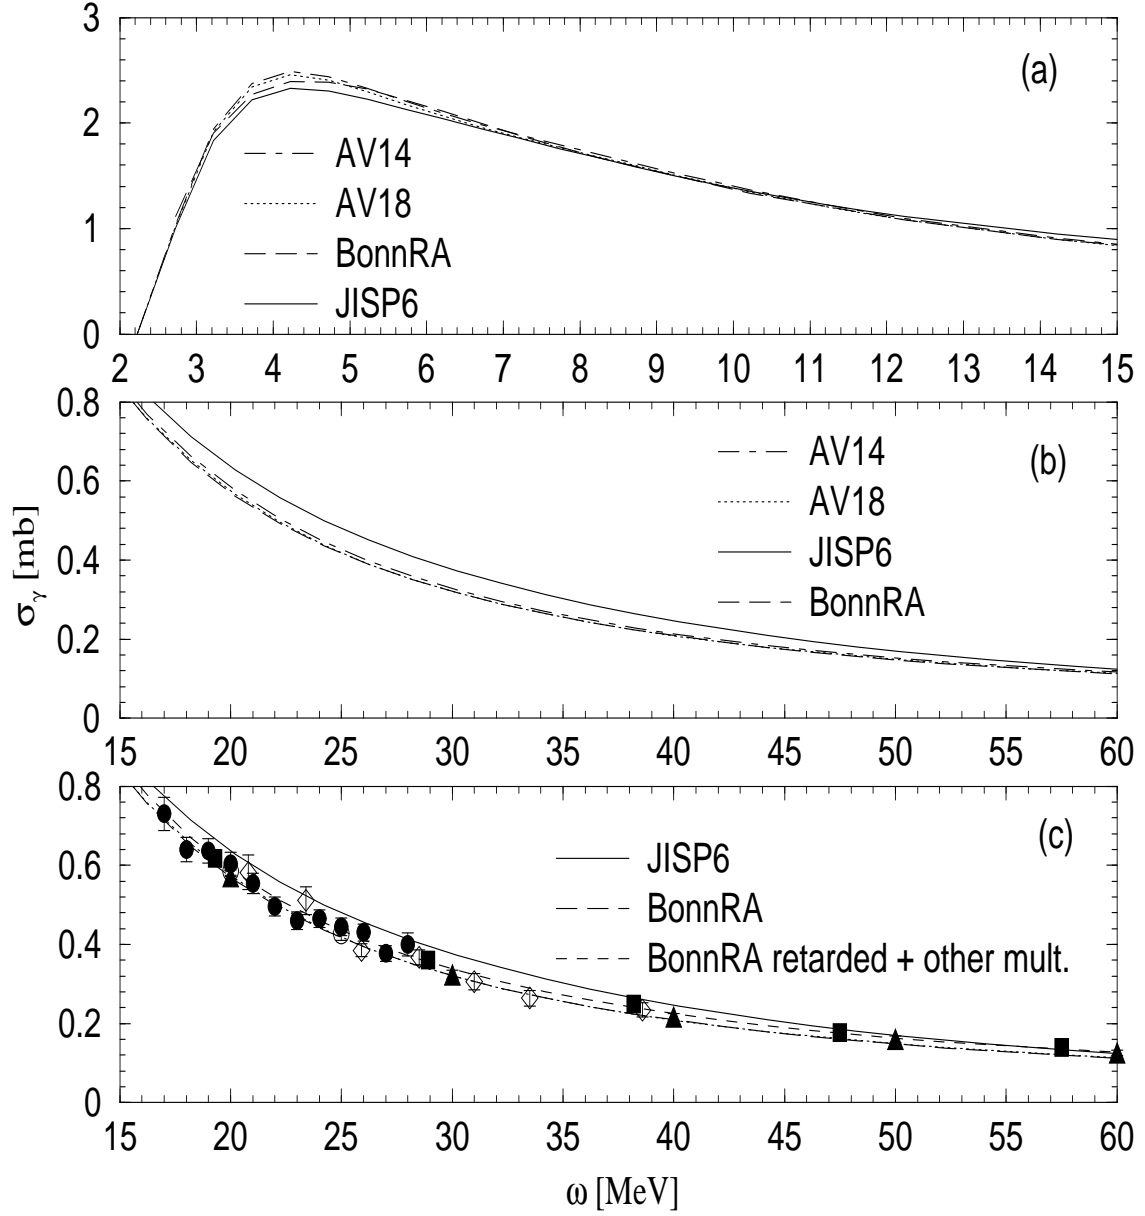 3
(a)
2
AV14
AV18
1
BonnRA
JISP6
0
2 3 4 5 6 7 8 9 10 11 12 13 14 15
0.8
AV14
(b)
0.6
AV18
JISP6
0.4
BonnRA
σγ [mb]
0.2
0
15 20 25 30 35 40 45 50 55 60
0.8
(c)
JISP6
0.6
BonnRA
0.4
BonnRA retarded + other mult.
0.2
0
15 20 25 30 35 40 45 50 55 60
ω [MeV]